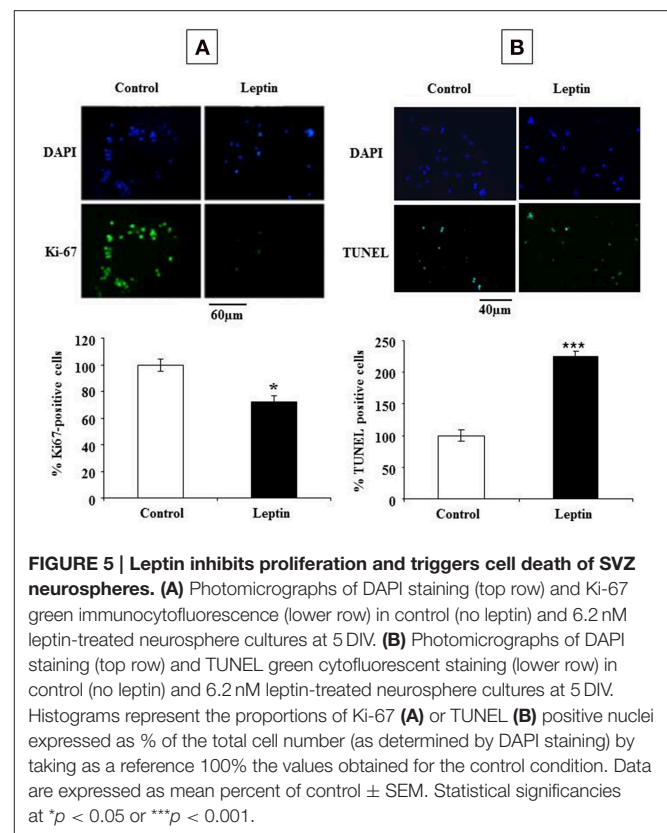 A
B
Control Leptin
Control Leptin
DAPI
DAPI
Ki-67
TUNEL
60µm
40µm
% Ki67-positive cells
120
100
80
60
40
20
0
*
Control Leptin
% TUNEL positive cells
250
200
150
100
50
0
***
Control Leptin
FIGURE 5 | Leptin inhibits proliferation and triggers cell death of SVZ
neurospheres. (A) Photomicrographs of DAPI staining (top row) and Ki-67
green immunocytofluorescence (lower row) in control (no leptin) and 6.2 nM
leptin-treated neurosphere cultures at 5 DIV. (B) Photomicrographs of DAPI
staining (top row) and TUNEL green cytofluorescent staining (lower row) in
control (no leptin) and 6.2 nM leptin-treated neurosphere cultures at 5 DIV.
Histograms represent the proportions of Ki-67 (A) or TUNEL (B) positive nuclei
expressed as % of the total cell number (as determined by DAPI staining) by
taking as a reference 100% the values obtained for the control condition. Data
are expressed as mean percent of control ± SEM. Statistical significancies
at *p < 0.05 or ***p < 0.001.